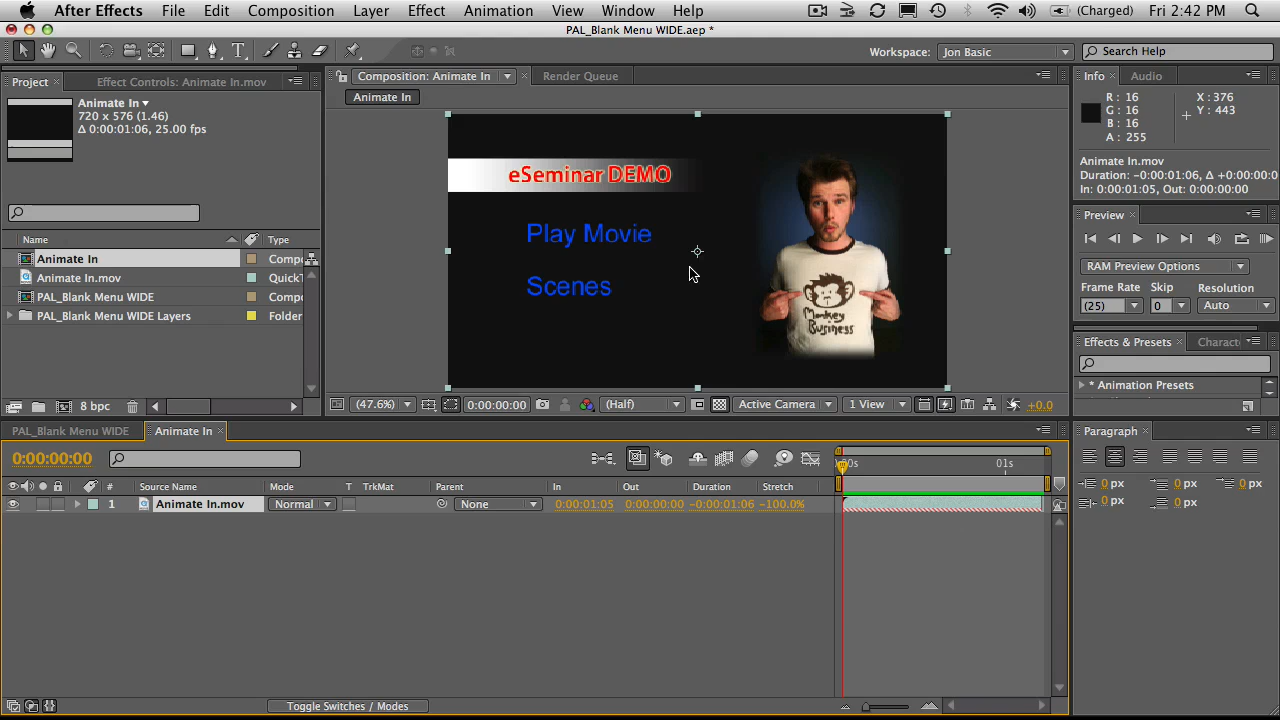 After Effects File Edit Composition Layer Effect Animation View Window Help (Charged) Fri 2:42 PM
PAL_Blank Menu WIDE.aep *
Workspace: Jon Basic Search Help
Project Effect Controls: Animate In.mov
Composition: Animate In Render Queue
Info Audio
Animate In
720 x 576 (1.46)
Δ 0:00:01:06, 25.00 fps
Animate In
R: 16
G: 16
B: 16
A: 255
X: 376
Y: 443
Animate In.mov
Duration: -0:00:01:06, Δ +0:00:0
In: 0:00:01:05, Out: 0:00:00:00
eSeminar DEMO
Play Movie
Scenes
Monkey
Business
Preview
RAM Preview Options
Frame Rate Skip Resolution
(25) 0 Auto
Name Type
Animate In Compo
Animate In.mov QuickT
PAL_Blank Menu WIDE Compo
PAL_Blank Menu WIDE Layers Folder
8 bpc
Effects & Presets Charact
* Animation Presets
(47.6%) 0:00:00:00 (Half) Active Camera 1 View +0.0
PAL_Blank Menu WIDE Animate In
Paragraph
0:00:00:00
:00s 01s
# Source Name Mode T TrkMat Parent In Out Duration Stretch
1 Animate In.mov Normal None 0:00:01:05 0:00:00:00 -0:00:01:06 -100.0%
0 px 0 px 0 px
0 px 0 px
Toggle Switches / Modes